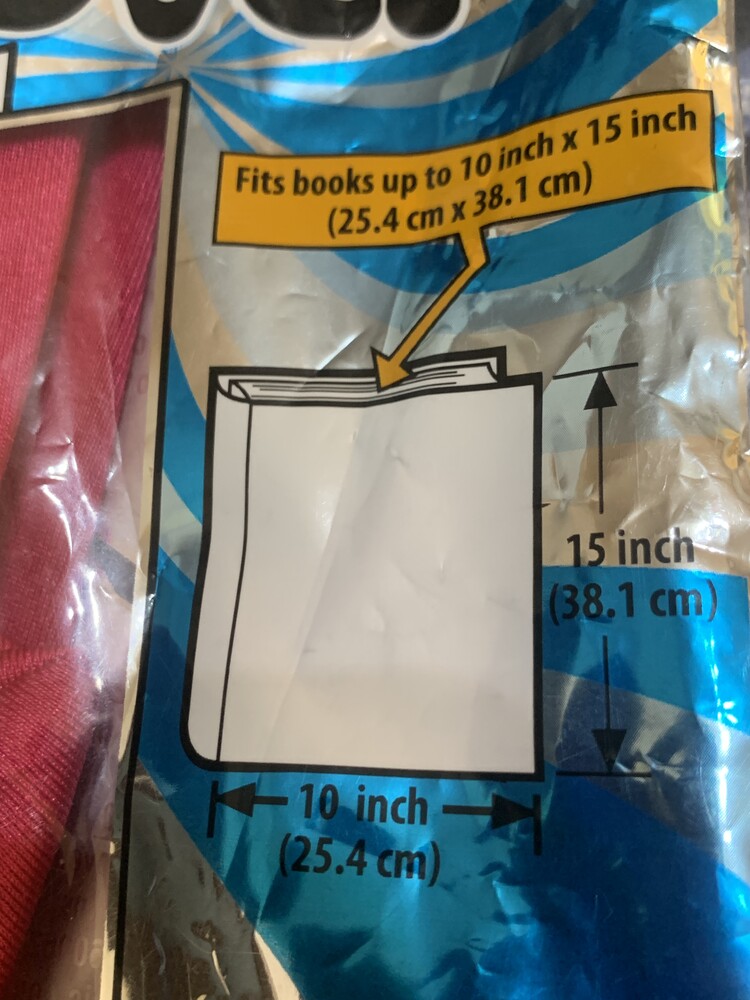 Fits books up to 10 inch x 15 inch
(25.4 cm x 38.1 cm)
15 inch
(38.1 cm)
10 inch
(25.4 cm)